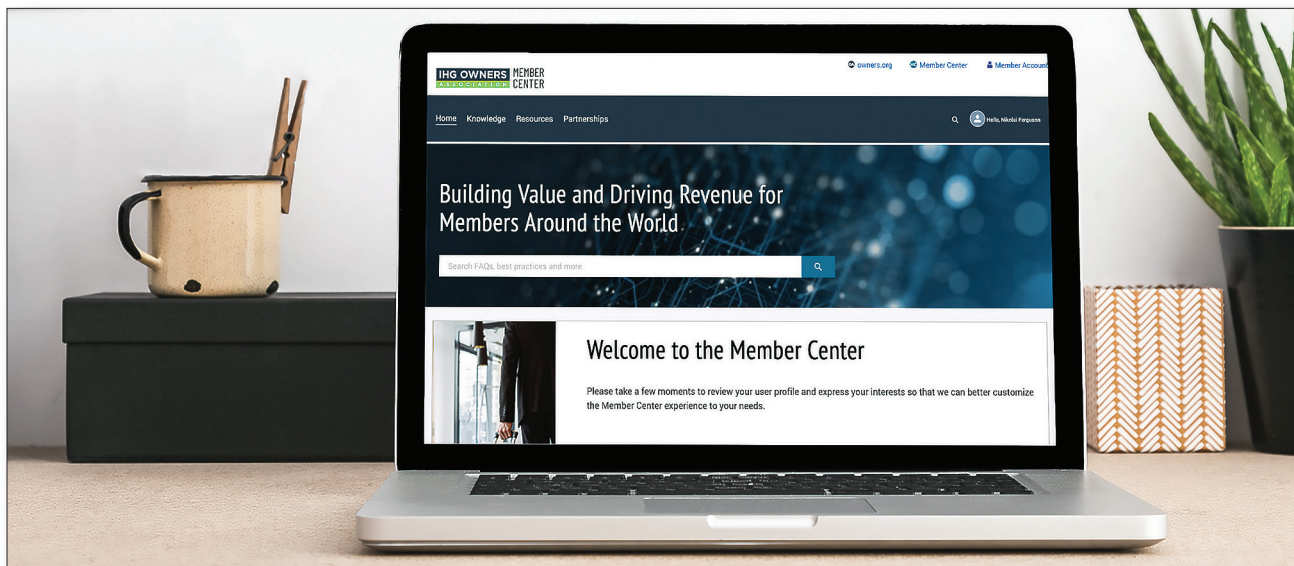 IHG OWNERS
ASSOCIATION
MEMBER
CENTER
owners.org
Member Center
Member Account
Home
Knowledge
Resources
Partnerships
Hello, Nikolai Ferguson
Building Value and Driving Revenue for
Members Around the World
Search FAQs, best practices and more
Welcome to the Member Center
Please take a few moments to review your user profile and express your interests so that we can better customize
the Member Center experience to your needs.